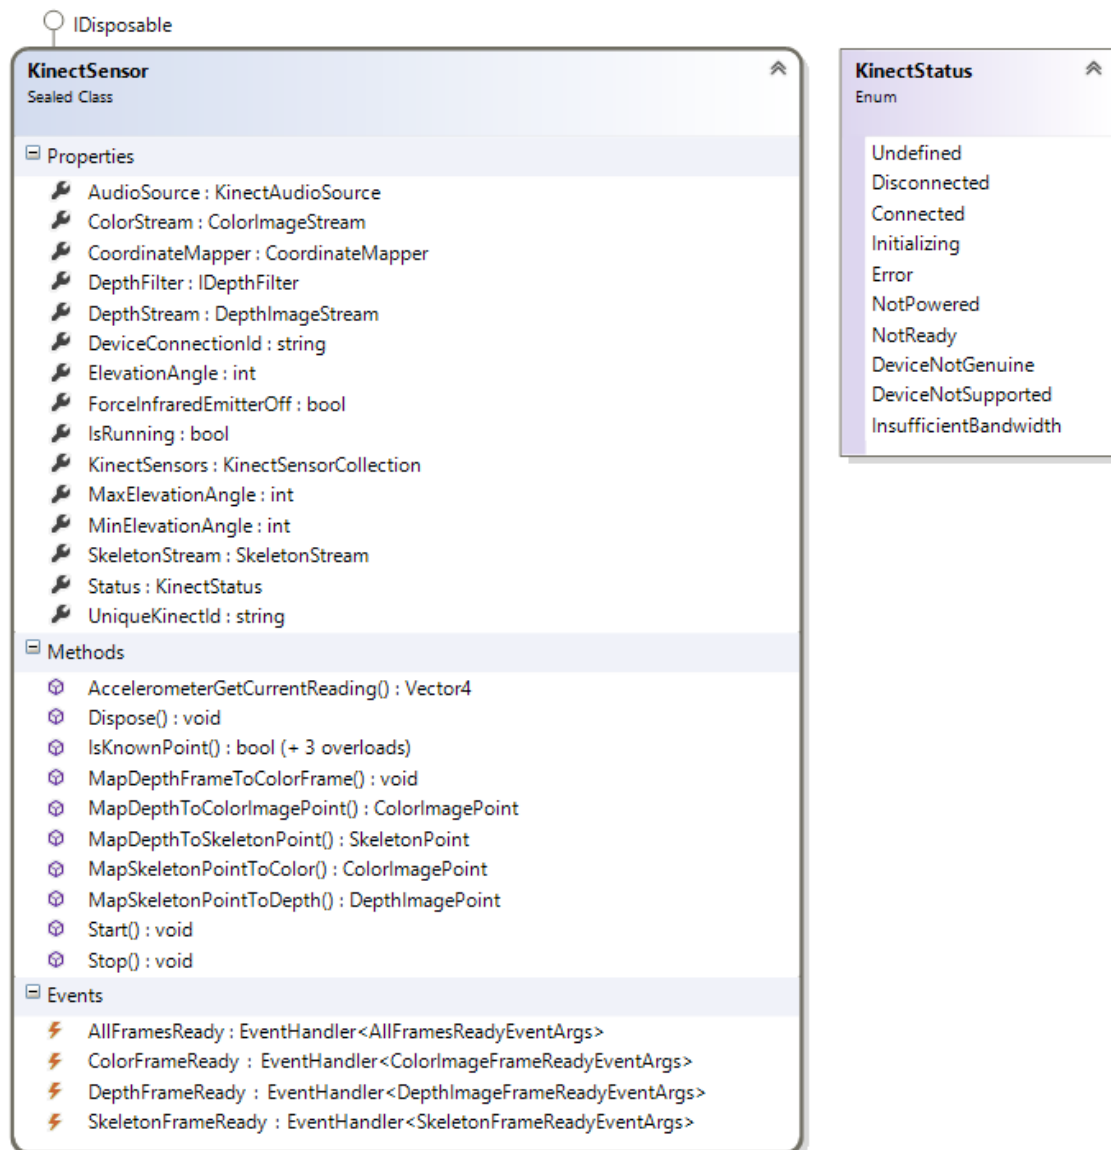 IDisposable
KinectSensor
Sealed Class
Properties
AudioSource : KinectAudioSource
ColorStream : ColorImageStream
CoordinateMapper : CoordinateMapper
DepthFilter : IDepthFilter
DepthStream : DepthImageStream
DeviceConnectionId : string
ElevationAngle : int
ForceInfraredEmitterOff : bool
IsRunning : bool
KinectSensors : KinectSensorCollection
MaxElevationAngle : int
MinElevationAngle : int
SkeletonStream : SkeletonStream
Status : KinectStatus
UniqueKinectId : string
Methods
AccelerometerGetCurrentReading() : Vector4
Dispose() : void
IsKnownPoint() : bool (+ 3 overloads)
MapDepthFrameToColorFrame() : void
MapDepthToColorImagePoint() : ColorImagePoint
MapDepthToSkeletonPoint() : SkeletonPoint
MapSkeletonPointToColor() : ColorImagePoint
MapSkeletonPointToDepth() : DepthImagePoint
Start() : void
Stop() : void
Events
AllFramesReady : EventHandler<AllFramesReadyEventArgs>
ColorFrameReady : EventHandler<ColorImageFrameReadyEventArgs>
DepthFrameReady : EventHandler<DepthImageFrameReadyEventArgs>
SkeletonFrameReady : EventHandler<SkeletonFrameReadyEventArgs>
KinectStatus
Enum
Undefined
Disconnected
Connected
Initializing
Error
NotPowered
NotReady
DeviceNotGenuine
DeviceNotSupported
InsufficientBandwidth